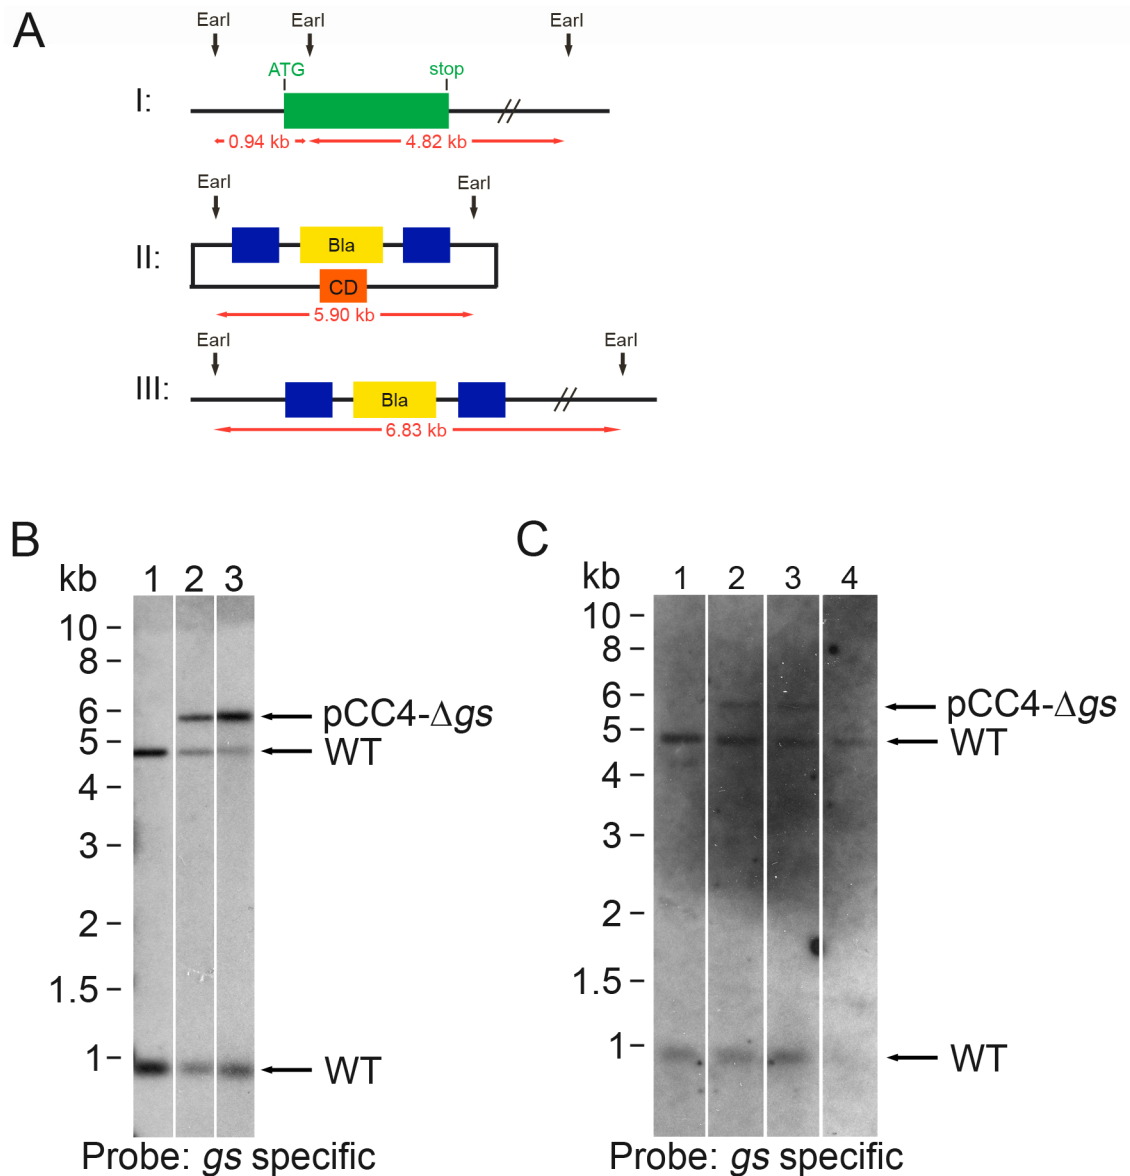 A
EarI EarI EarI
ATG stop
I:
0.94 kb 4.82 kb
EarI EarI
II:
Bla
CD
5.90 kb
EarI EarI
III:
Bla
6.83 kb
B
kb 1 2 3
10
8
6
5
4
3
2
1.5
1
pCC4-Δgs
WT
WT
Probe: gs specific
C
kb 1 2 3 4
10
8
6
5
4
3
2
1.5
1
pCC4-Δgs
WT
WT
Probe: gs specific